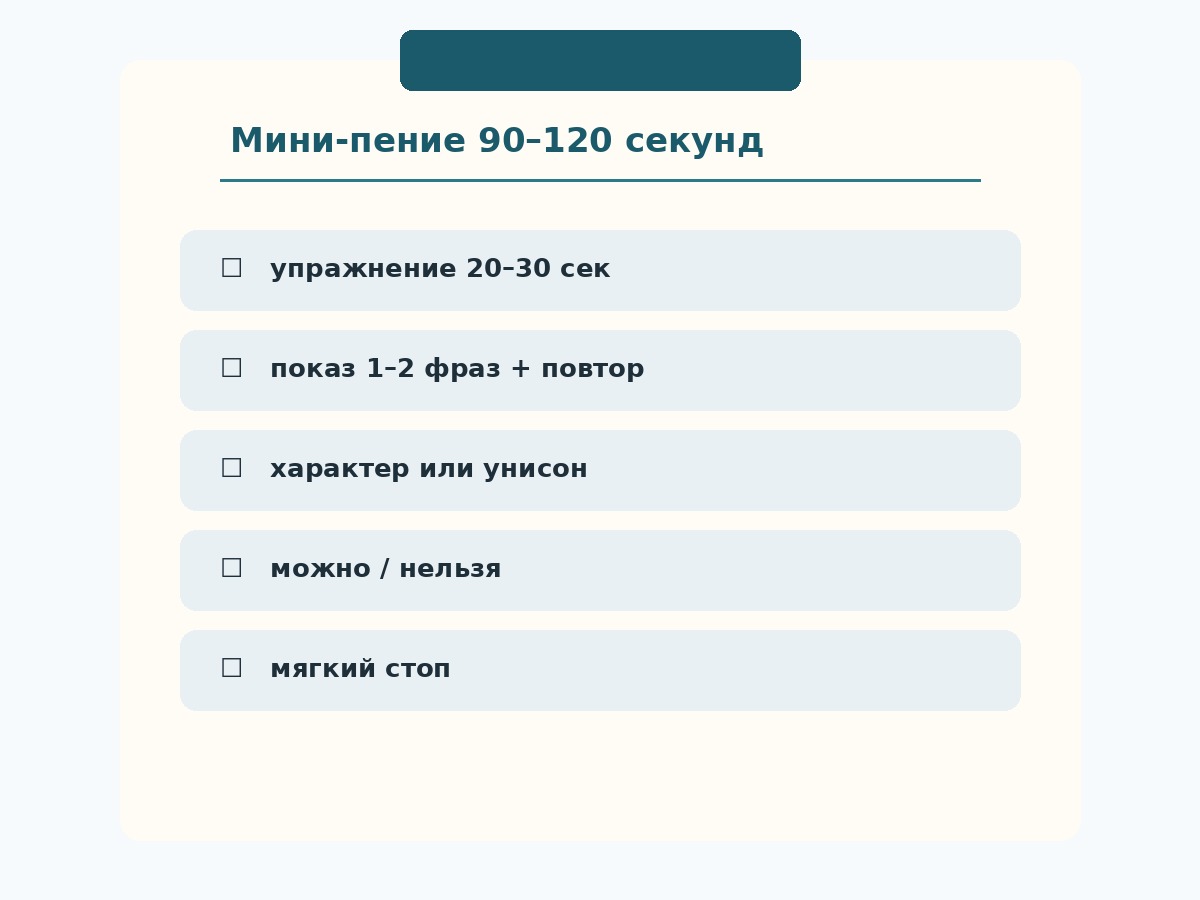 Мини-пение 90–120 секунд
☐ упражнение 20–30 сек
☐ показ 1–2 фраз + повтор
☐ характер или унисон
☐ можно / нельзя
☐ мягкий стоп